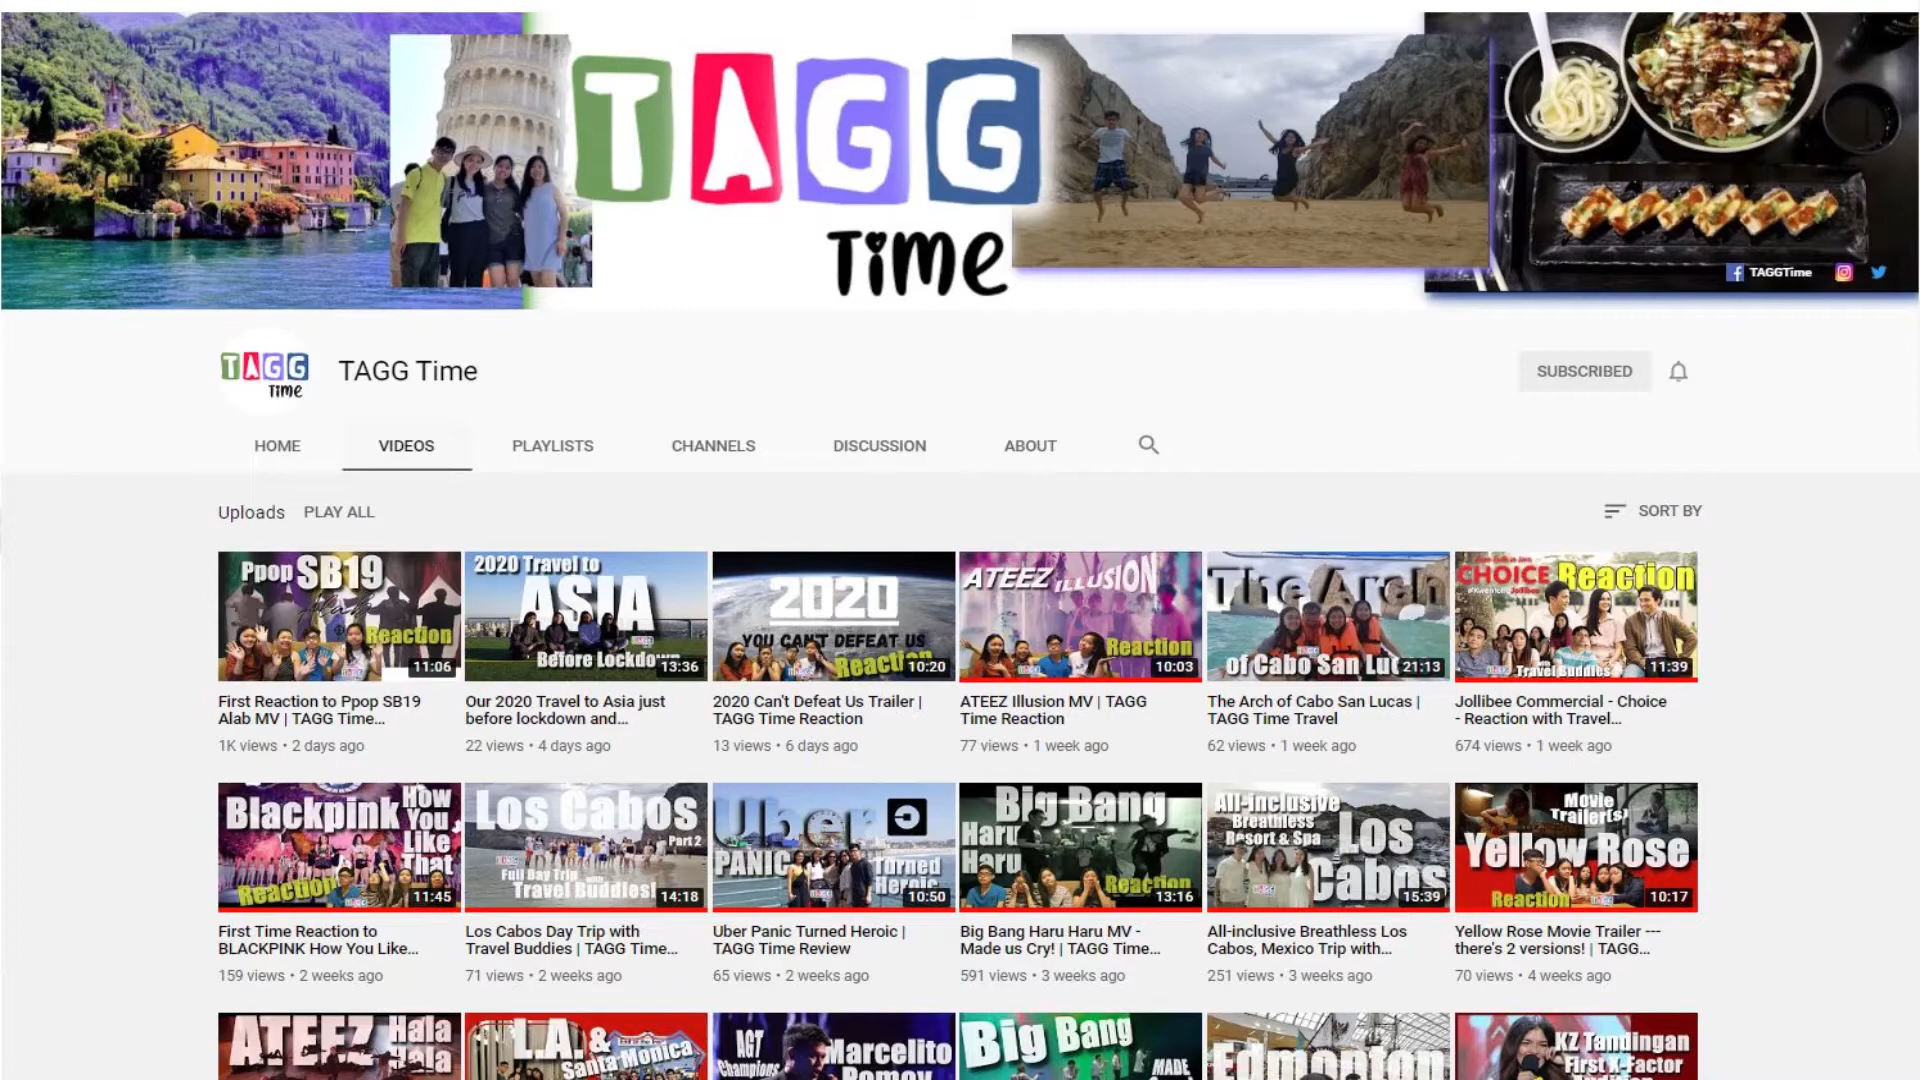 TAGG
Time
TAGGTime
TAGG
Time
TAGG Time
SUBSCRIBED
HOME
VIDEOS
PLAYLISTS
CHANNELS
DISCUSSION
ABOUT
Uploads
PLAY ALL
SORT BY
Ppop SB19
Reaction
11:06
2020 Travel to
ASIA
Before Lockdow
13:36
2020
YOU CAN'T DEFEAT US
Reaction
10:20
ATEEZ ILLUSION
Reaction
10:03
The Arch
of Cabo San Luc
21:13
CHOICE Reaction
Travel Buddies
11:39
First Reaction to Ppop SB19
Alab MV | TAGG Time...
1K views • 2 days ago
Our 2020 Travel to Asia just
before lockdown and...
22 views • 4 days ago
2020 Can't Defeat Us Trailer |
TAGG Time Reaction
13 views • 6 days ago
ATEEZ Illusion MV | TAGG
Time Reaction
77 views • 1 week ago
The Arch of Cabo San Lucas |
TAGG Time Travel
62 views • 1 week ago
Jollibee Commercial - Choice
- Reaction with Travel...
674 views • 1 week ago
Blackpink How
You
Like
That
Reaction
11:45
Los Cabos
Part 2
Full Day Trip with
Travel Buddies!
14:18
Uber
PANIC
Turned
Heroic
10:50
Big Bang
Haru
Haru
Reaction
13:16
All-inclusive
Breathless
Resort & Spa
Los
Cabos
15:39
Movie
Trailer(s)
Yellow Rose
Reaction
10:17
First Time Reaction to
BLACKPINK How You Like...
159 views • 2 weeks ago
Los Cabos Day Trip with
Travel Buddies | TAGG Time...
71 views • 2 weeks ago
Uber Panic Turned Heroic |
TAGG Time Review
65 views • 2 weeks ago
Big Bang Haru Haru MV -
Made us Cry! | TAGG Time...
591 views • 3 weeks ago
All-inclusive Breathless Los
Cabos, Mexico Trip with...
251 views • 3 weeks ago
Yellow Rose Movie Trailer ---
there's 2 versions! | TAGG...
70 views • 4 weeks ago
ATEEZ Hala
Hala
L.A. &
Santa Monica
AGT
Champions
Marcelito
Pomoy
Big Bang
MADE
Edmonton
KZ Tandingan
First X-Factor